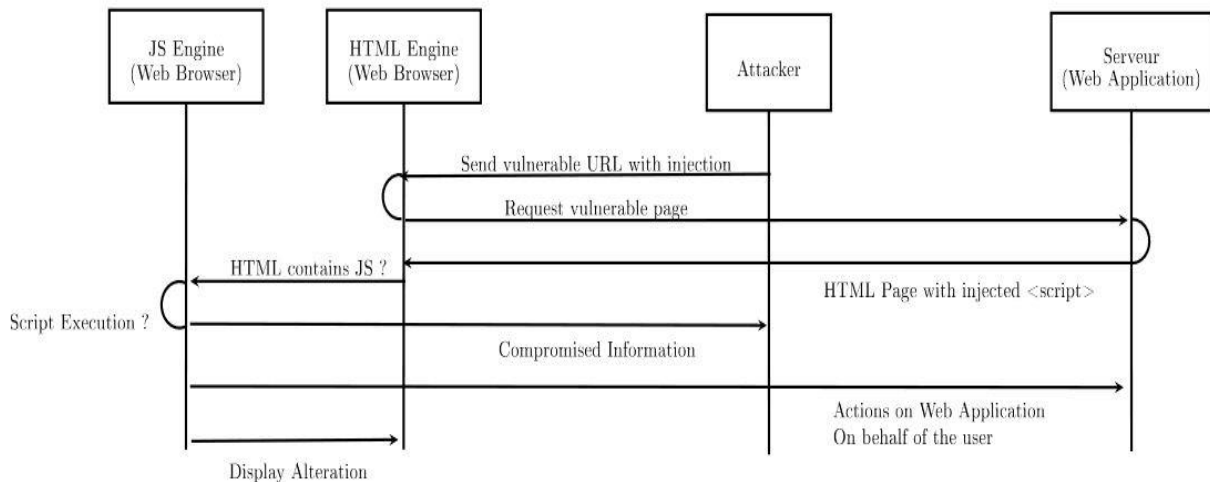 JS Engine
(Web Browser)
HTML Engine
(Web Browser)
Attacker
Serveur
(Web Application)
Send vulnerable URL with injection
Request vulnerable page
HTML contains JS ?
HTML Page with injected <script>
Script Execution ?
Compromised Information
Actions on Web Application
On behalf of the user
Display Alteration